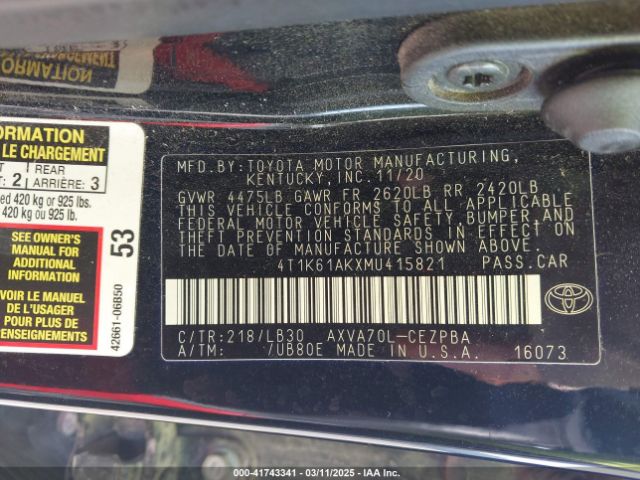 ORMATION
LE CHARGEMENT
1 REAR
2 ARRIÈRE: 3
ed 420 kg or 925 lbs.
420 kg ou 925 lb.
SEE OWNER'S
MANUAL FOR
ADDITIONAL
INFORMATION
VOIR LE MANUEL
DE L'USAGER
POUR PLUS DE
RENSEIGNEMENTS
53
42661-06B50
MFD. BY: TOYOTA MOTOR MANUFACTURING,
KENTUCKY, INC. 11/20
GVWR 4475LB GAWR FR 2620LB RR 2420LB
THIS VEHICLE CONFORMS TO ALL APPLICABLE
FEDERAL MOTOR VEHICLE SAFETY, BUMPER, AND
THEFT PREVENTION STANDARDS IN EFFECT ON
THE DATE OF MANUFACTURE SHOWN ABOVE.
4T1K61AKXMU415821 PASS.CAR
C/TR:218/LB30 AXVA70L-CEZPBA
A/TM: /UB80E MADE IN U.S.A. 16073
TOYOTA
000-41743341 | 03/11/2025 | IAA Inc.